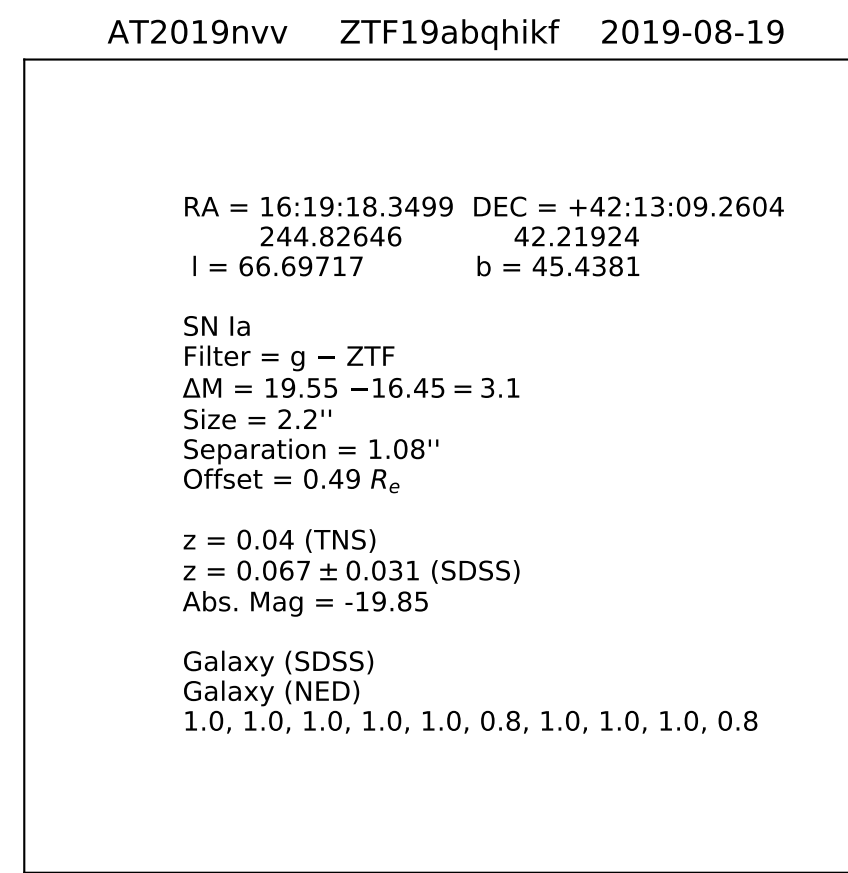 AT2019nvv ZTF19abqhikf 2019-08-19
RA = 16:19:18.3499 DEC = +42:13:09.2604
244.82646 42.21924
l = 66.69717 b = 45.4381
SN Ia
Filter = g − ZTF
ΔM = 19.55 −16.45 = 3.1
Size = 2.2''
Separation = 1.08''
Offset = 0.49 Re
z = 0.04 (TNS)
z = 0.067 ± 0.031 (SDSS)
Abs. Mag = -19.85
Galaxy (SDSS)
Galaxy (NED)
1.0, 1.0, 1.0, 1.0, 1.0, 0.8, 1.0, 1.0, 1.0, 0.8